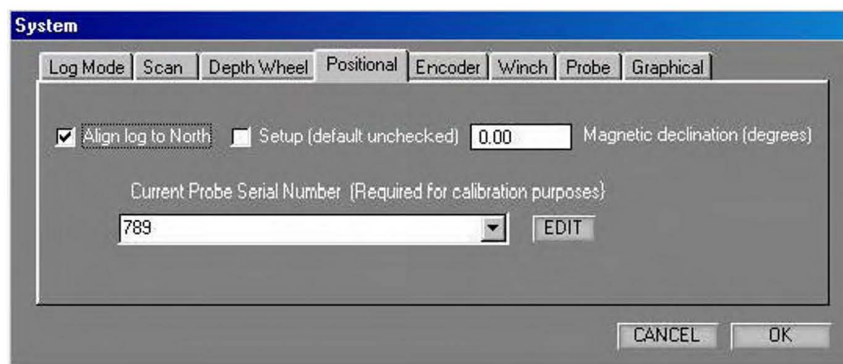 System
Log Mode Scan Depth Wheel Positional Encoder Winch Probe Graphical
Align log to North Setup (default unchecked) 0.00 Magnetic declination (degrees)
Current Probe Serial Number (Required for calibration purposes)
789 EDIT
CANCEL OK